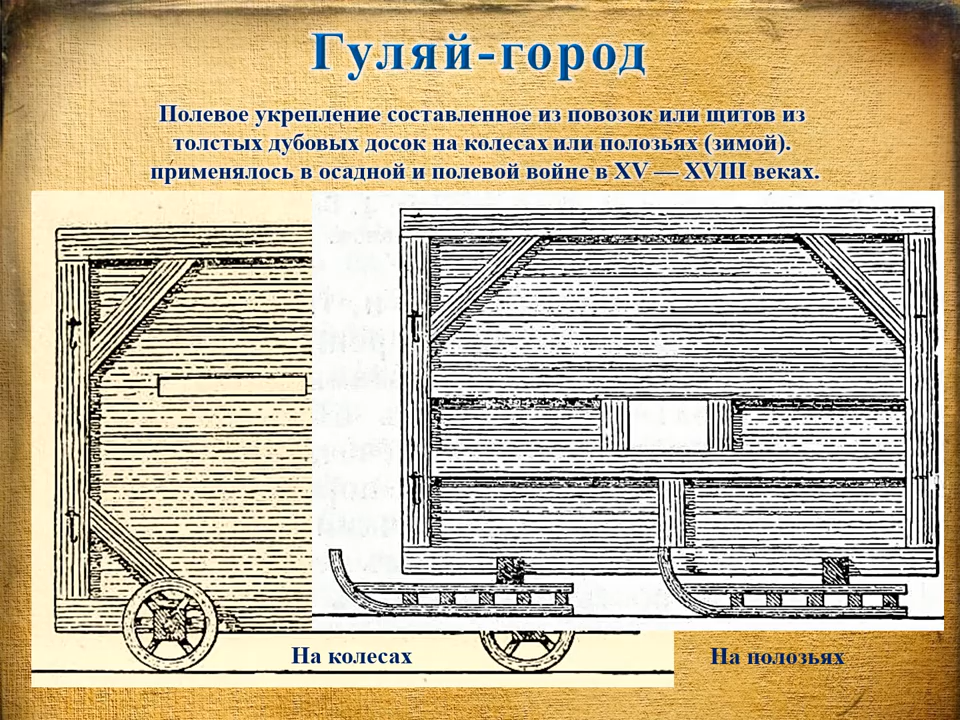 Гуляй-город
Полевое укрепление составленное из повозок или щитов из
толстых дубовых досок на колесах или полозьях (зимой).
применялось в осадной и полевой войне в XV — XVIII веках.
На колесах
На полозьях